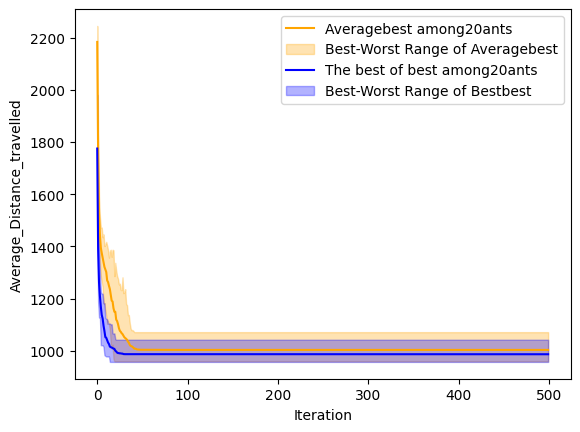 Averagebest among20ants
Best-Worst Range of Averagebest
The best of best among20ants
Best-Worst Range of Bestbest
Average_Distance_travelled
2200
2000
1800
1600
1400
1200
1000
0 100 200 300 400 500
Iteration